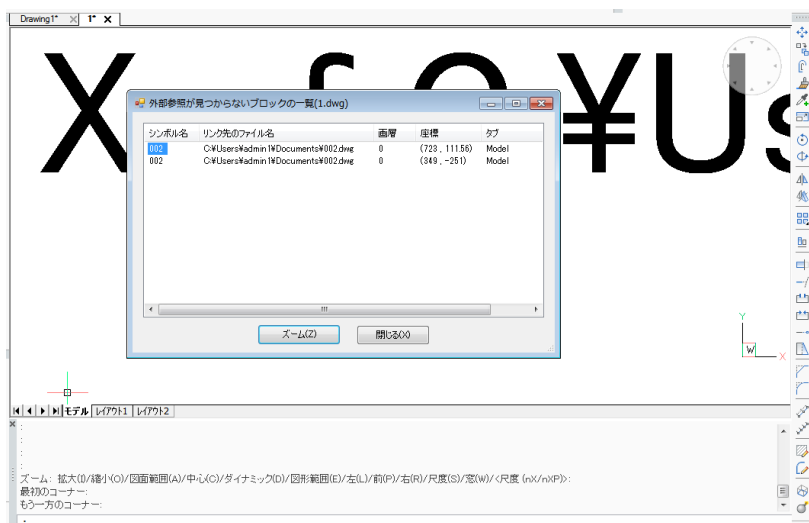 Drawing1* 1*
X f O ¥Us
外部参照が見つからないブロックの一覧(1.dwg)
シンボル名 リンク先のファイル名 画層 座標 タブ
002 C:¥Users¥admin1¥Documents¥002.dwg 0 (723 , 111.56) Model
002 C:¥Users¥admin1¥Documents¥002.dwg 0 (349 , -251) Model
ズーム(Z) 閉じる(X)
Y
W X
モデル レイアウト1 レイアウト2
:
:
:
:
ズーム: 拡大(I)/縮小(O)/図面範囲(A)/中心(C)/ダイナミック(D)/図形範囲(E)/左(L)/前(P)/右(R)/尺度(S)/窓(W)/<尺度 (nX/nXP)>:
最初のコーナー:
もう一方のコーナー:
: